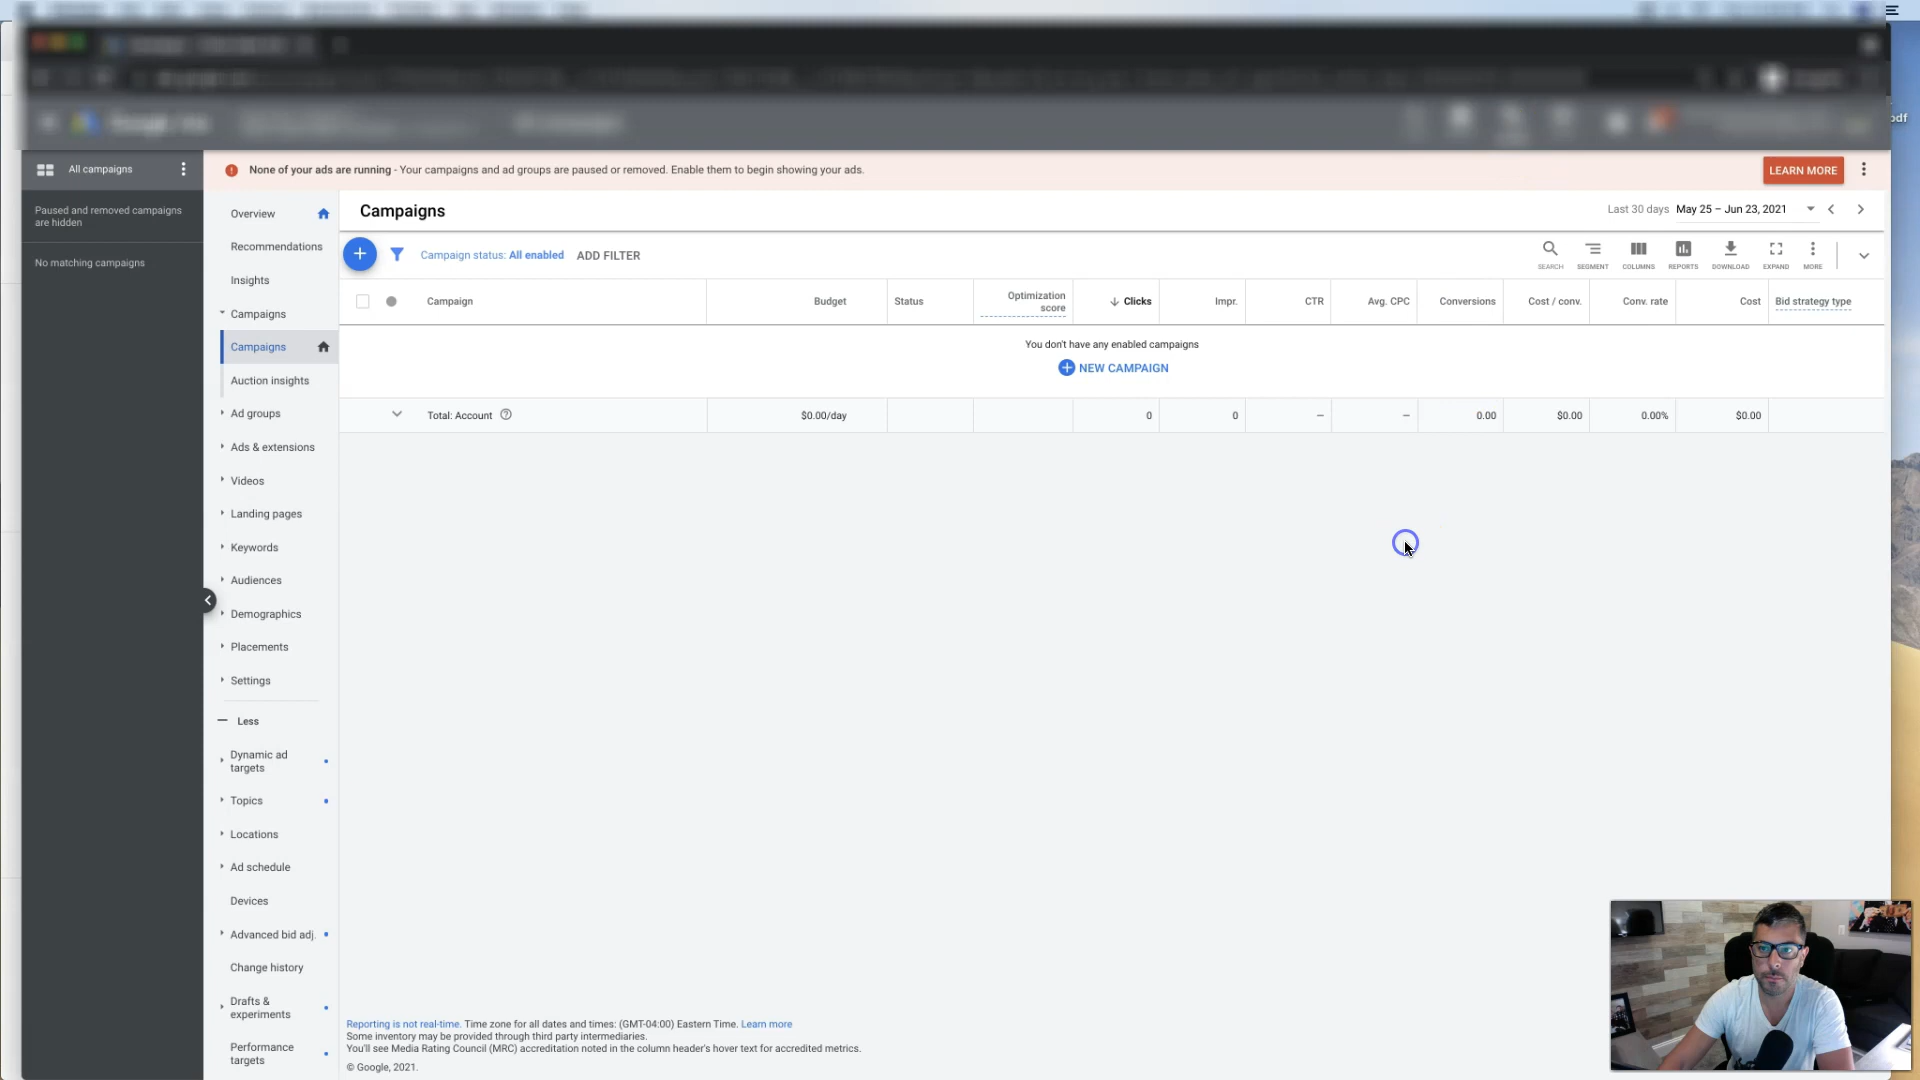 pdf
All campaigns
None of your ads are running - Your campaigns and ad groups are paused or removed. Enable them to begin showing your ads.
LEARN MORE
Paused and removed campaigns
are hidden
No matching campaigns
Overview
Recommendations
Insights
Campaigns
Campaigns
Auction insights
Ad groups
Ads & extensions
Videos
Landing pages
Keywords
Audiences
Demographics
Placements
Settings
Less
Dynamic ad
targets
Topics
Locations
Ad schedule
Devices
Advanced bid adj.
Change history
Drafts &
experiments
Performance
targets
Campaigns
Last 30 days May 25 – Jun 23, 2021
Campaign status: All enabled ADD FILTER
SEARCH SEGMENT COLUMNS REPORTS DOWNLOAD EXPAND MORE
Campaign Budget Status Optimization score Clicks Impr. CTR Avg. CPC Conversions Cost / conv. Conv. rate Cost Bid strategy type
You don't have any enabled campaigns
NEW CAMPAIGN
Total: Account $0.00/day 0 0 – – 0.00 $0.00 0.00% $0.00
Reporting is not real-time. Time zone for all dates and times: (GMT-04:00) Eastern Time. Learn more
Some inventory may be provided through third party intermediaries.
You'll see Media Rating Council (MRC) accreditation noted in the column header's hover text for accredited metrics.
© Google, 2021.